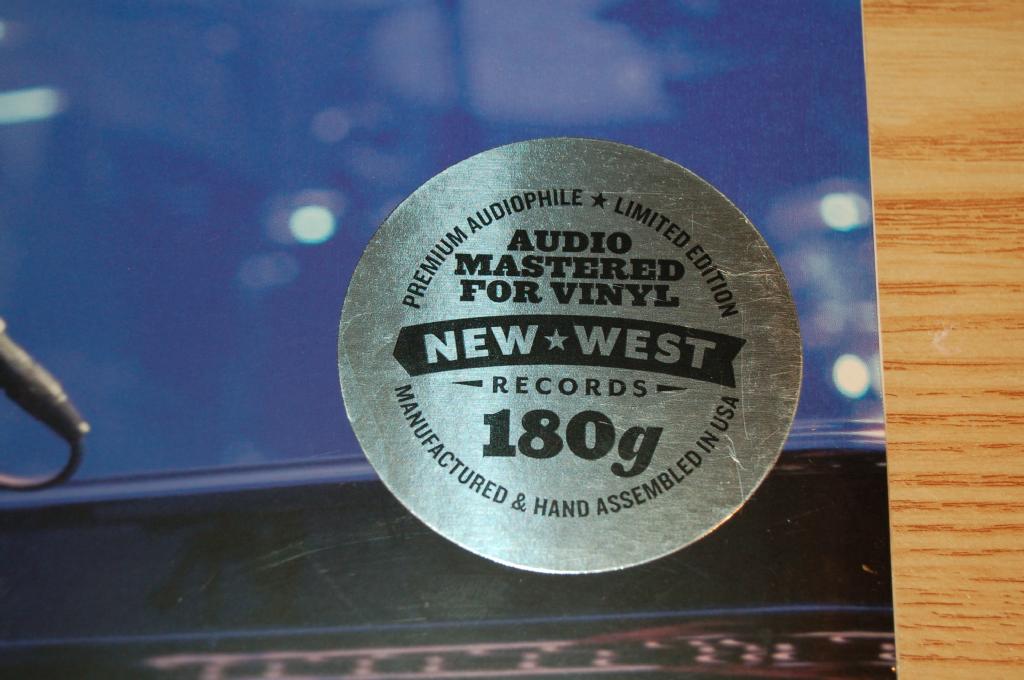 PREMIUM AUDIOPHILE ★ LIMITED EDITION
AUDIO
MASTERED
FOR VINYL
NEW ★ WEST
RECORDS
180g
MANUFACTURED & HAND ASSEMBLED IN USA